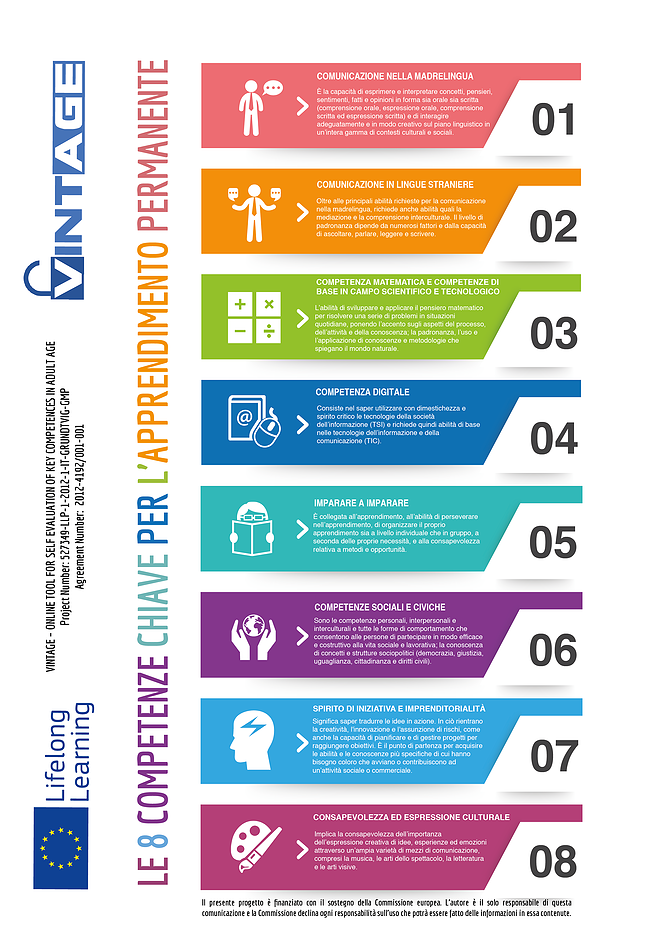 VINTAGE
VINTAGE - ONLINE TOOL FOR SELF EVALUATION OF KEY COMPETENCES IN ADULT AGE
Project Number: 527349-LLP-1-2012-1-IT-GRUNDTVIG-GMP
Agreement Number: 2012-4192/001-001
Lifelong
Learning
LE 8 COMPETENZE CHIAVE PER L'APPRENDIMENTO PERMANENTE
COMUNICAZIONE NELLA MADRELINGUA
È la capacità di esprimere e interpretare concetti, pensieri,
sentimenti, fatti e opinioni in forma sia orale sia scritta
(comprensione orale, espressione orale, comprensione
scritta ed espressione scritta) e di interagire
adeguatamente e in modo creativo sul piano linguistico in
un'intera gamma di contesti culturali e sociali.
01
COMUNICAZIONE IN LINGUE STRANIERE
Oltre alle principali abilità richieste per la comunicazione
nella madrelingua, richiede anche abilità quali la
mediazione e la comprensione interculturale. Il livello di
padronanza dipende da numerosi fattori e dalla capacità
di ascoltare, parlare, leggere e scrivere.
02
COMPETENZA MATEMATICA E COMPETENZE DI
BASE IN CAMPO SCIENTIFICO E TECNOLOGICO
L'abilità di sviluppare e applicare il pensiero matematico
per risolvere una serie di problemi in situazioni
quotidiane, ponendo l'accento sugli aspetti del processo,
dell'attività e della conoscenza; la padronanza, l'uso e
l'applicazione di conoscenze e metodologie che
spiegano il mondo naturale.
03
COMPETENZA DIGITALE
Consiste nel saper utilizzare con dimestichezza e
spirito critico le tecnologie della società
dell'informazione (TSI) e richiede quindi abilità di base
nelle tecnologie dell'informazione e della
comunicazione (TIC).
@
04
IMPARARE A IMPARARE
È collegata all'apprendimento, all'abilità di perseverare
nell'apprendimento, di organizzare il proprio
apprendimento sia a livello individuale che in gruppo, a
seconda delle proprie necessità, e alla consapevolezza
relativa a metodi e opportunità.
05
COMPETENZE SOCIALI E CIVICHE
Sono le competenze personali, interpersonali e
interculturali e tutte le forme di comportamento che
consentono alle persone di partecipare in modo efficace
e costruttivo alla vita sociale e lavorativa; la conoscenza
di concetti e strutture sociopolitici (democrazia, giustizia,
uguaglianza, cittadinanza e diritti civili).
06
SPIRITO DI INIZIATIVA E IMPRENDITORIALITÀ
Significa saper tradurre le idee in azione. In ciò rientrano
la creatività, l'innovazione e l'assunzione di rischi, come
anche la capacità di pianificare e di gestire progetti per
raggiungere obiettivi. È il punto di partenza per acquisire
le abilità e le conoscenze più specifiche di cui hanno
bisogno coloro che avviano o contribuiscono ad
un'attività sociale o commerciale.
07
CONSAPEVOLEZZA ED ESPRESSIONE CULTURALE
Implica la consapevolezza dell'importanza
dell'espressione creativa di idee, esperienze ed emozioni
attraverso un'ampia varietà di mezzi di comunicazione,
compresi la musica, le arti dello spettacolo, la letteratura
e le arti visive.
08
Il presente progetto è finanziato con il sostegno della Commissione europea. L'autore è il solo responsabile di questa
comunicazione e la Commissione declina ogni responsabilità sull'uso che potrà essere fatto delle informazioni in essa contenute.